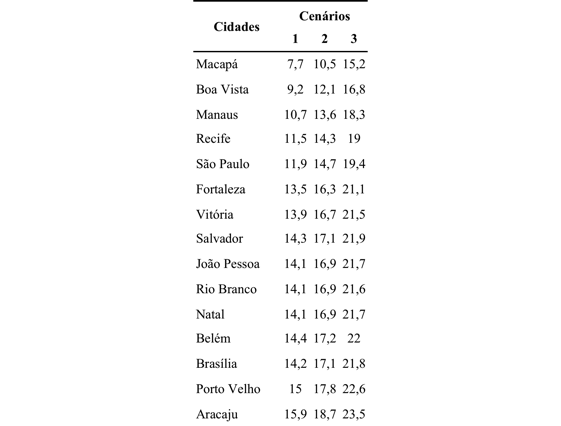 Cidades
Cenários
1 2 3
Macapá 7,7 10,5 15,2
Boa Vista 9,2 12,1 16,8
Manaus 10,7 13,6 18,3
Recife 11,5 14,3 19
São Paulo 11,9 14,7 19,4
Fortaleza 13,5 16,3 21,1
Vitória 13,9 16,7 21,5
Salvador 14,3 17,1 21,9
João Pessoa 14,1 16,9 21,7
Rio Branco 14,1 16,9 21,6
Natal 14,1 16,9 21,7
Belém 14,4 17,2 22
Brasília 14,2 17,1 21,8
Porto Velho 15 17,8 22,6
Aracaju 15,9 18,7 23,5